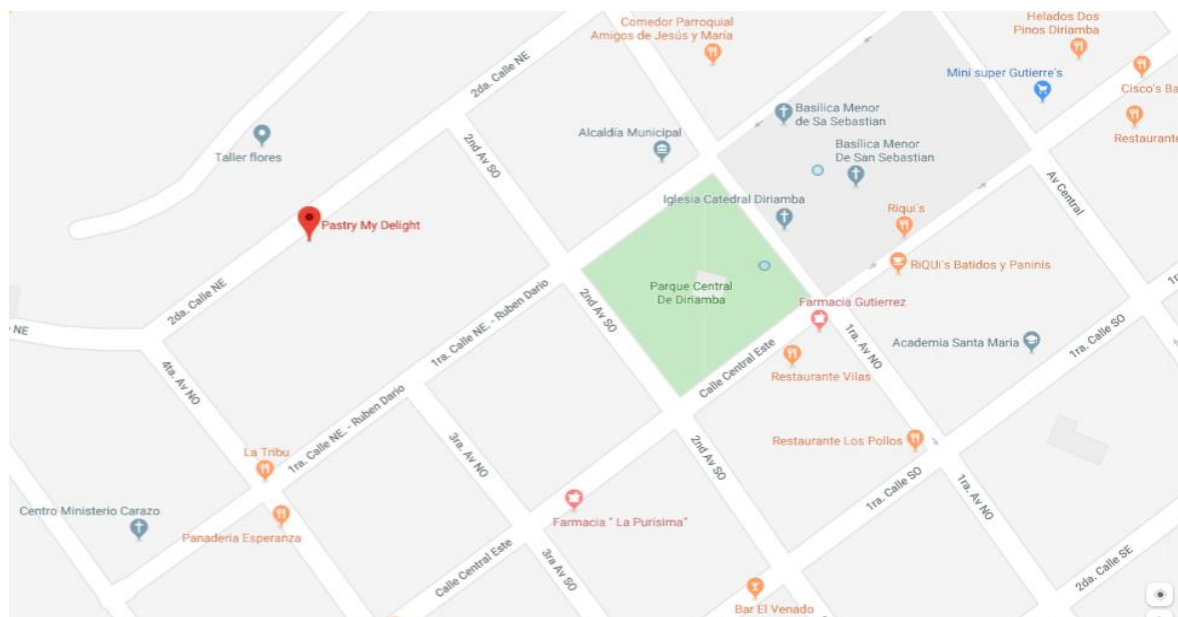 Comedor Parroquial
Amigos de Jesús y María
Helados Dos
Pinos Diriamba
Mini super Gutierre's
Cisco's Ba
Restaurante
2da. Calle NE
Basilica Menor
de Sa Sebastian
Alcaldía Municipal
Basílica Menor
De San Sebastian
Taller flores
2nd Av SO
Iglesia Catedral Diriamba
Av Central
Riqui's
Pastry My Delight
RiQUi's Batidos y Paninis
Parque Central
De Diriamba
2da. Calle NE
NE
1ra. Calle NE. - Ruben Dario
2nd Av SO
Farmacia Gutierrez
1ra. Av NO
Academia Santa Maria
1ra. Calle SO
Calle Central Este
Restaurante Vilas
4ta. Av NO
1ra. Calle NE. - Ruben Dario
3ra. Av NO
2nd Av SO
Restaurante Los Pollos
La Tribu
1ra. Calle SO
1ra. Av NO
Centro Ministerio Carazo
Panaderia Esperanza
Farmacia " La Purísima"
Calle Central Este
3ra Av SO
2da. Calle SE
Bar El Venado